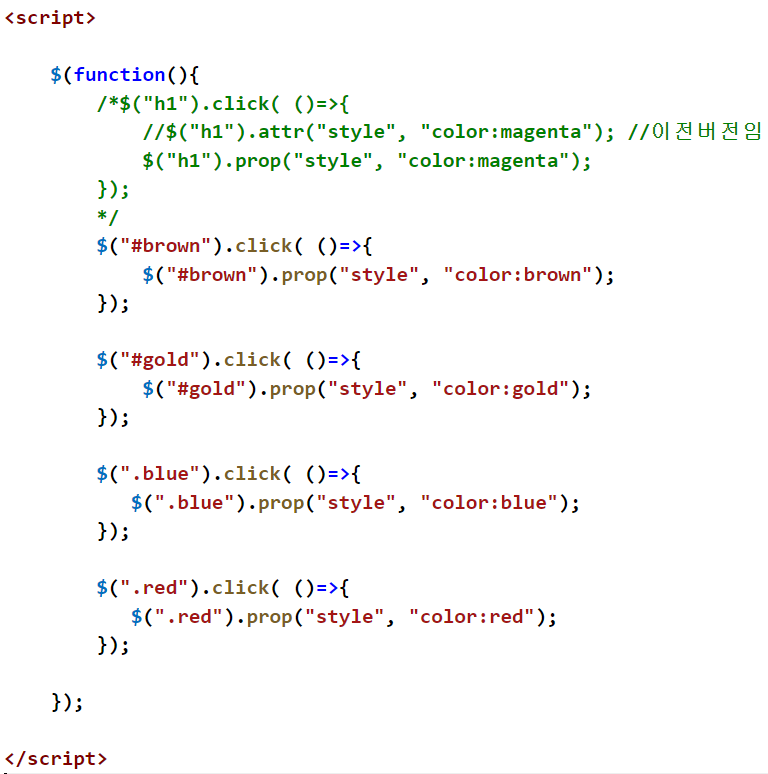 <script>
$(function(){
/*$("h1").click( ()=>{
//$("h1").attr("style", "color:magenta"); //이전버전임
$("h1").prop("style", "color:magenta");
});
*/
$("#brown").click( ()=>{
$("#brown").prop("style", "color:brown");
});
$("#gold").click( ()=>{
$("#gold").prop("style", "color:gold");
});
$(".blue").click( ()=>{
$(".blue").prop("style", "color:blue");
});
$(".red").click( ()=>{
$(".red").prop("style", "color:red");
});
});
</script>